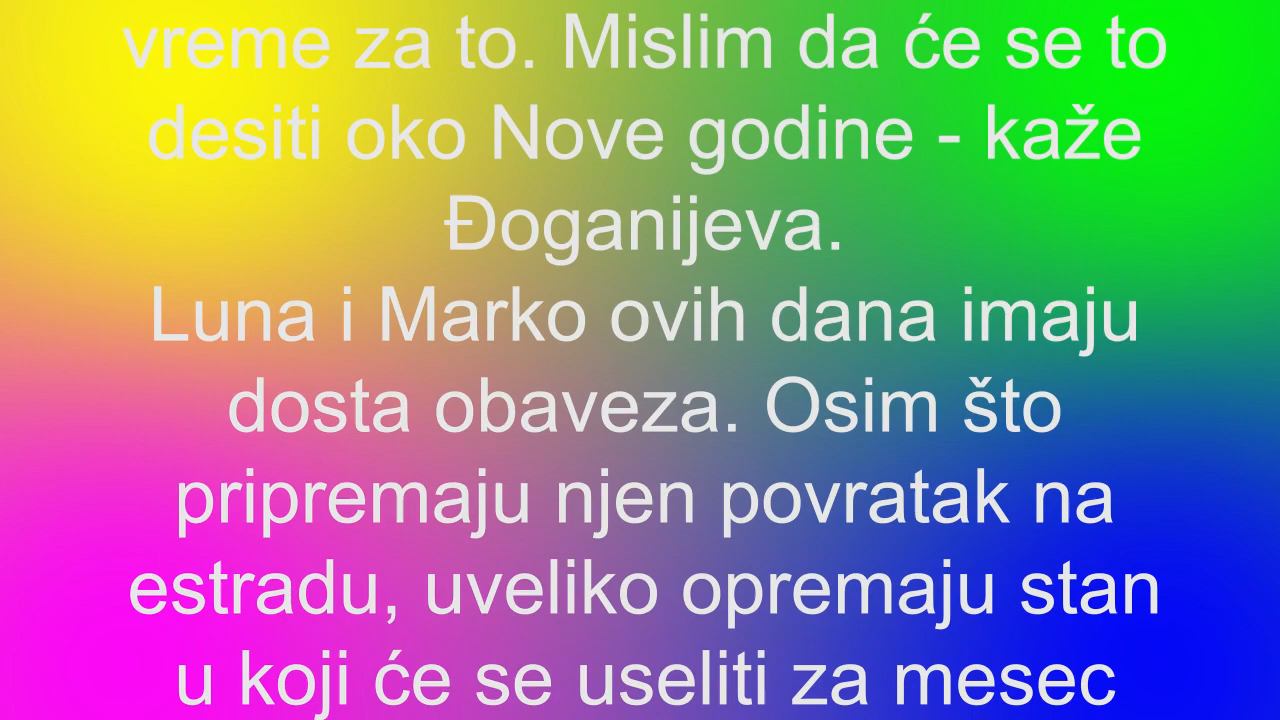 vreme za to. Mislim da će se to
desiti oko Nove godine - kaže
Đoganijeva.
Luna i Marko ovih dana imaju
dosta obaveza. Osim što
pripremaju njen povratak na
estradu, uveliko opremaju stan
u koji će se useliti za mesec